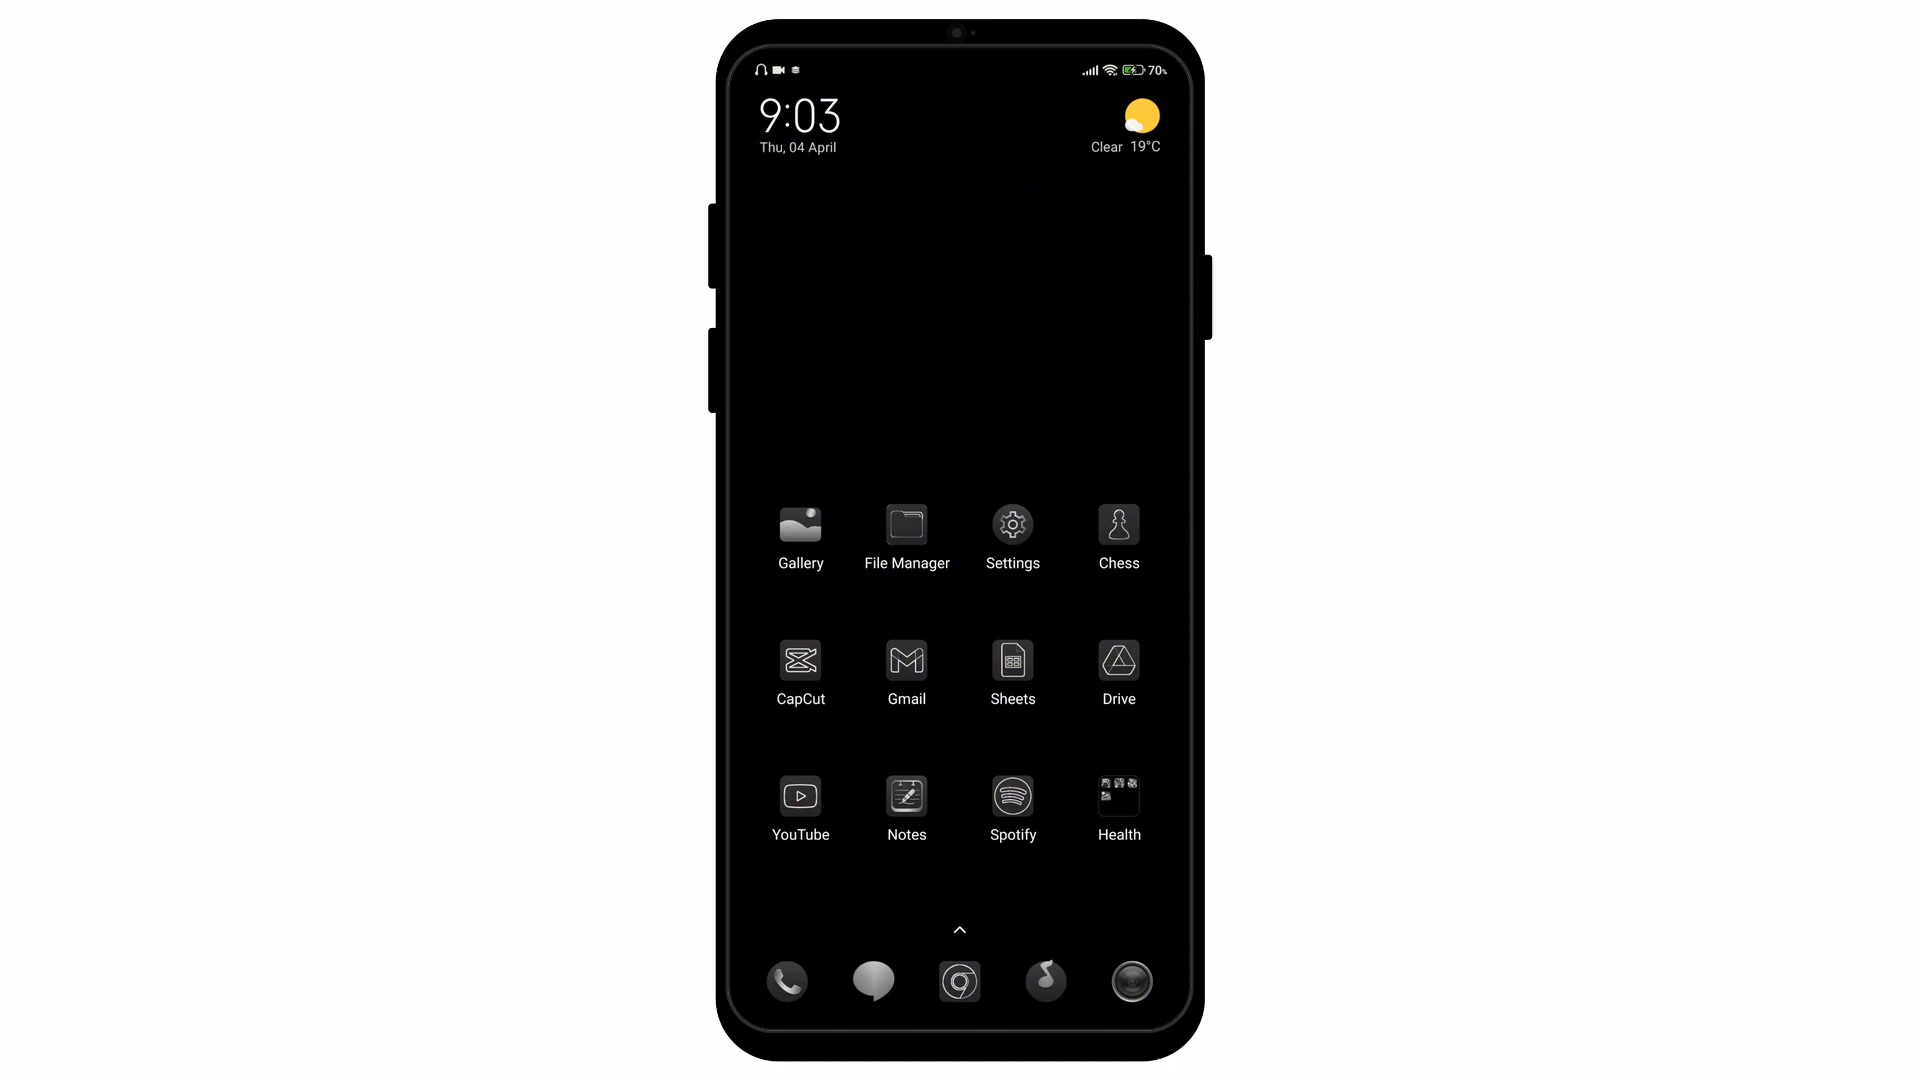 70%
9:03
Thu, 04 April
Clear 19°C
Gallery File Manager Settings Chess
CapCut Gmail Sheets Drive
YouTube Notes Spotify Health